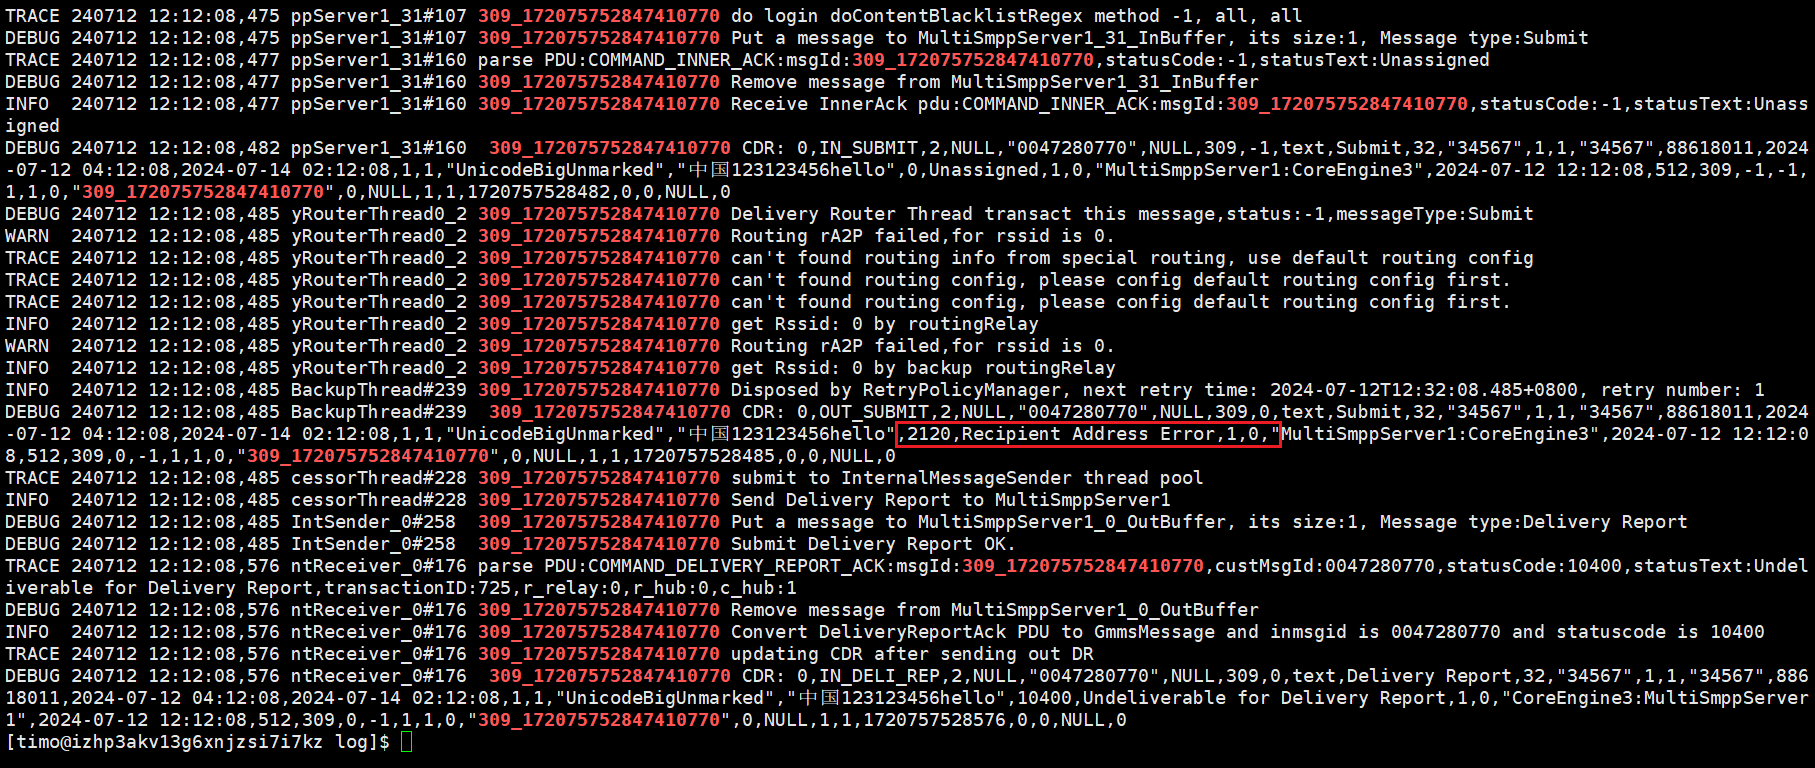 TRACE 240712 12:12:08,475 ppServer1_31#107 309_172075752847410770 do login doContentBlacklistRegex method -1, all, all
DEBUG 240712 12:12:08,475 ppServer1_31#107 309_172075752847410770 Put a message to MultiSmppServer1_31_InBuffer, its size:1, Message type:Submit
TRACE 240712 12:12:08,477 ppServer1_31#160 parse PDU:COMMAND_INNER_ACK:msgId:309_172075752847410770,statusCode:-1,statusText:Unassigned
DEBUG 240712 12:12:08,477 ppServer1_31#160 309_172075752847410770 Remove message from MultiSmppServer1_31_InBuffer
INFO  240712 12:12:08,477 ppServer1_31#160 309_172075752847410770 Receive InnerAck pdu:COMMAND_INNER_ACK:msgId:309_172075752847410770,statusCode:-1,statusText:Unass
igned
DEBUG 240712 12:12:08,482 ppServer1_31#160  309_172075752847410770 CDR: 0,IN_SUBMIT,2,NULL,"0047280770",NULL,309,-1,text,Submit,32,"34567",1,1,"34567",88618011,2024
-07-12 04:12:08,2024-07-14 02:12:08,1,1,"UnicodeBigUnmarked","中国123123456hello",0,Unassigned,1,0,"MultiSmppServer1:CoreEngine3",2024-07-12 12:12:08,512,309,-1,-1,
1,1,0,"309_172075752847410770",0,NULL,1,1,1720757528482,0,0,NULL,0
DEBUG 240712 12:12:08,485 yRouterThread0_2 309_172075752847410770 Delivery Router Thread transact this message,status:-1,messageType:Submit
WARN  240712 12:12:08,485 yRouterThread0_2 309_172075752847410770 Routing rA2P failed,for rssid is 0.
TRACE 240712 12:12:08,485 yRouterThread0_2 309_172075752847410770 can't found routing info from special routing, use default routing config
TRACE 240712 12:12:08,485 yRouterThread0_2 309_172075752847410770 can't found routing config, please config default routing config first.
TRACE 240712 12:12:08,485 yRouterThread0_2 309_172075752847410770 can't found routing config, please config default routing config first.
INFO  240712 12:12:08,485 yRouterThread0_2 309_172075752847410770 get Rssid: 0 by routingRelay
WARN  240712 12:12:08,485 yRouterThread0_2 309_172075752847410770 Routing rA2P failed,for rssid is 0.
INFO  240712 12:12:08,485 yRouterThread0_2 309_172075752847410770 get Rssid: 0 by backup routingRelay
INFO  240712 12:12:08,485 BackupThread#239 309_172075752847410770 Disposed by RetryPolicyManager, next retry time: 2024-07-12T12:32:08.485+0800, retry number: 1
DEBUG 240712 12:12:08,485 BackupThread#239  309_172075752847410770 CDR: 0,OUT_SUBMIT,2,NULL,"0047280770",NULL,309,0,text,Submit,32,"34567",1,1,"34567",88618011,2024
-07-12 04:12:08,2024-07-14 02:12:08,1,1,"UnicodeBigUnmarked","中国123123456hello",2120,Recipient Address Error,1,0,"MultiSmppServer1:CoreEngine3",2024-07-12 12:12:0
8,512,309,0,-1,1,1,0,"309_172075752847410770",0,NULL,1,1,1720757528485,0,0,NULL,0
TRACE 240712 12:12:08,485 cessorThread#228 309_172075752847410770 submit to InternalMessageSender thread pool
INFO  240712 12:12:08,485 cessorThread#228 309_172075752847410770 Send Delivery Report to MultiSmppServer1
DEBUG 240712 12:12:08,485 IntSender_0#258  309_172075752847410770 Put a message to MultiSmppServer1_0_OutBuffer, its size:1, Message type:Delivery Report
DEBUG 240712 12:12:08,485 IntSender_0#258  309_172075752847410770 Submit Delivery Report OK.
TRACE 240712 12:12:08,576 ntReceiver_0#176 parse PDU:COMMAND_DELIVERY_REPORT_ACK:msgId:309_172075752847410770,custMsgId:0047280770,statusCode:10400,statusText:Undel
iverable for Delivery Report,transactionID:725,r_relay:0,r_hub:0,c_hub:1
DEBUG 240712 12:12:08,576 ntReceiver_0#176 309_172075752847410770 Remove message from MultiSmppServer1_0_OutBuffer
INFO  240712 12:12:08,576 ntReceiver_0#176 309_172075752847410770 Convert DeliveryReportAck PDU to GmmsMessage and inmsgid is 0047280770 and statuscode is 10400
TRACE 240712 12:12:08,576 ntReceiver_0#176 309_172075752847410770 updating CDR after sending out DR
DEBUG 240712 12:12:08,576 ntReceiver_0#176  309_172075752847410770 CDR: 0,IN_DELI_REP,2,NULL,"0047280770",NULL,309,0,text,Delivery Report,32,"34567",1,1,"34567",886
18011,2024-07-12 04:12:08,2024-07-14 02:12:08,1,1,"UnicodeBigUnmarked","中国123123456hello",10400,Undeliverable for Delivery Report,1,0,"CoreEngine3:MultiSmppServer
1",2024-07-12 12:12:08,512,309,0,-1,1,1,0,"309_172075752847410770",0,NULL,1,1,1720757528576,0,0,NULL,0
[timo@izhp3akv13g6xnjzsi7i7kz log]$